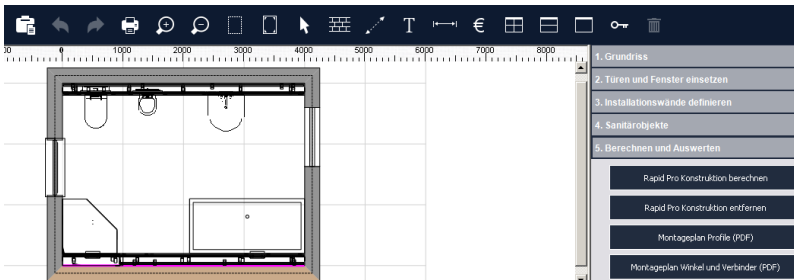 T €
00 0 1000 2000 3000 4000 5000 6000 7000 8000
1. Grundriss
2. Türen und Fenster einsetzen
3. Installationswände definieren
4. Sanitärobjekte
5. Berechnen und Auswerten
Rapid Pro Konstruktion berechnen
Rapid Pro Konstruktion entfernen
Montageplan Profile (PDF)
Montageplan Winkel und Verbinder (PDF)